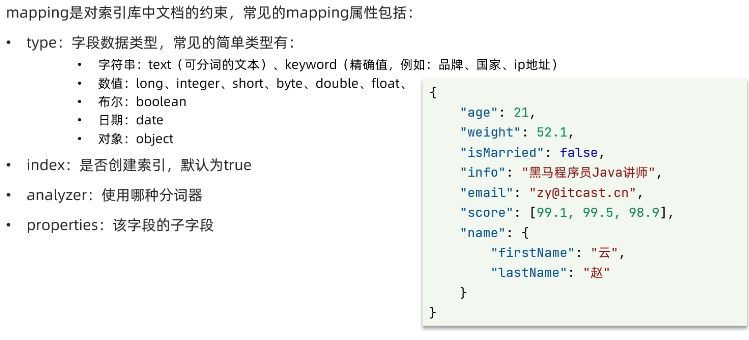 mapping是对索引库中文档的约束，常见的mapping属性包括：
• type：字段数据类型，常见的简单类型有：
• 字符串：text（可分词的文本）、keyword（精确值，例如：品牌、国家、ip地址）
• 数值：long、integer、short、byte、double、float、
• 布尔：boolean
• 日期：date
• 对象：object
• index：是否创建索引，默认为true
• analyzer：使用哪种分词器
• properties：该字段的子字段
{
"age": 21,
"weight": 52.1,
"isMarried": false,
"info": "黑马程序员Java讲师",
"email": "zy@itcast.cn",
"score": [99.1, 99.5, 98.9],
"name": {
"firstName": "云",
"lastName": "赵"
}
}